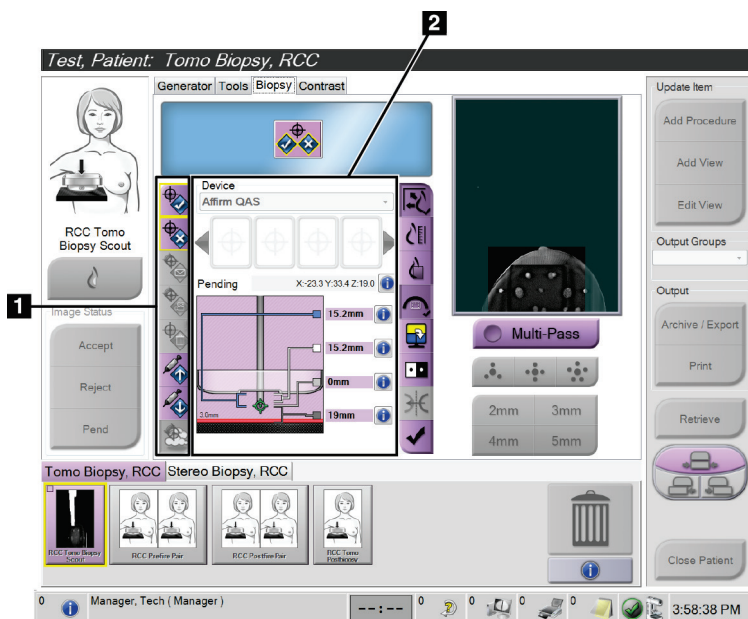 2
Test, Patient: Tomo Biopsy, RCC
Generator Tools Biopsy Contrast
Update Item
Add Procedure
Add View
Edit View
Output Groups
Output
Archive / Export
Print
Retrieve
Close Patient
RCC Tomo
Biopsy Scout
1
Image Status
Accept
Reject
Pend
Device
Affirm QAS
Pending X:-23.3 Y:33.4 Z:19.0
15.2mm
15.2mm
0mm
19mm
3.0mm
Multi-Pass
2mm 3mm
4mm 5mm
Tomo Biopsy, RCC Stereo Biopsy, RCC
RCC Tomo Biopsy
Scout
RCC Prefire Pair
RCC Postfire Pair
RCC Tomo
Postbiopsy
0 Manager, Tech ( Manager ) --:-- 0 0 0 0 3:58:38 PM